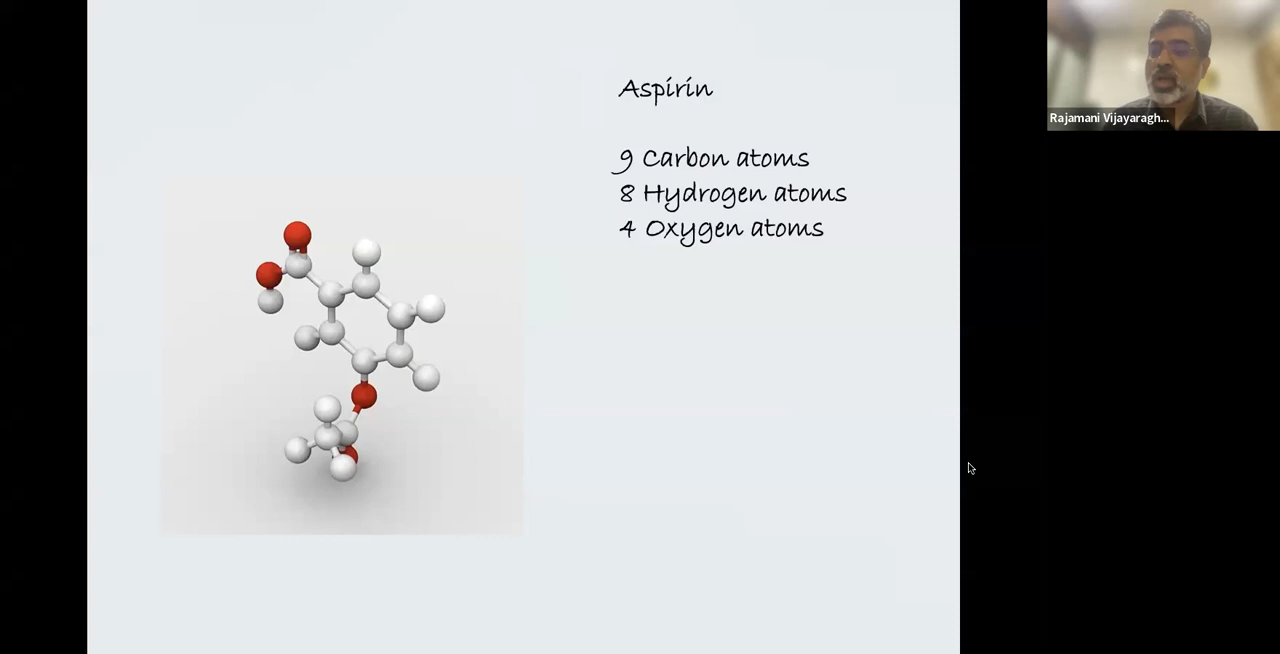 Aspirin
9 Carbon atoms
8 Hydrogen atoms
4 Oxygen atoms
Rajamani Vijayaragh...